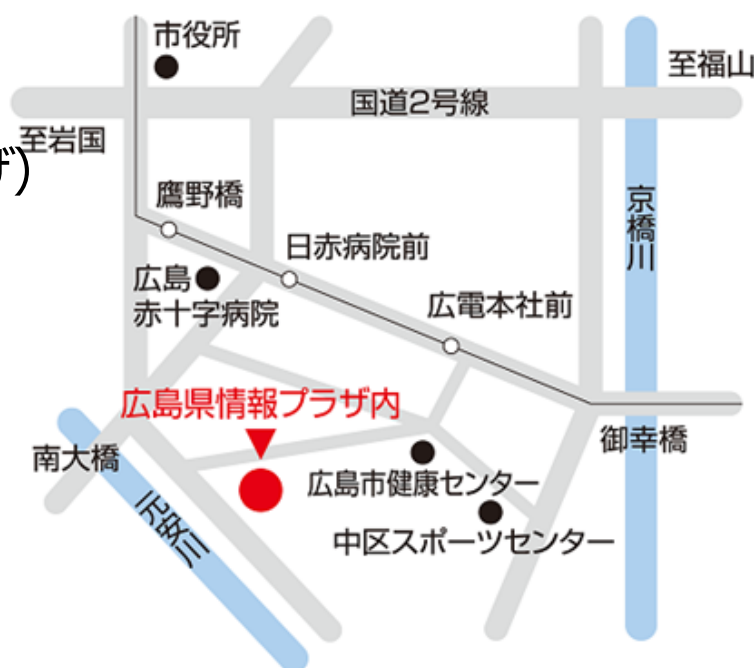 市役所
至福山
国道2号線
至岩国
ザ)
鷹野橋
京橋川
日赤病院前
広島
赤十字病院
広電本社前
広島県情報プラザ内
御幸橋
南大橋
広島市健康センター
元安川
中区スポーツセンター